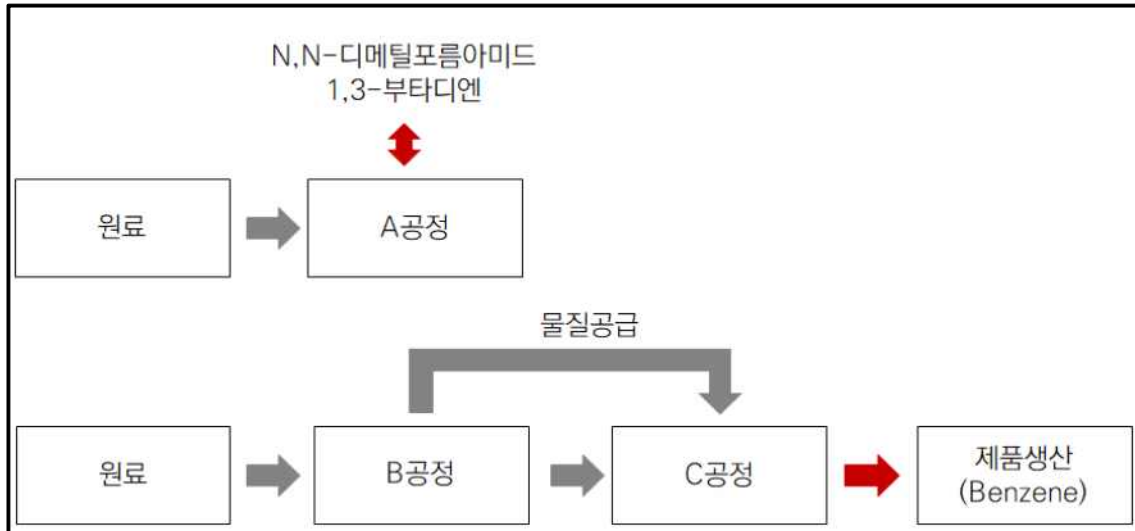 N,N-디메틸포름아미드
1,3-부타디엔
원료
A공정
물질공급
원료
B공정
C공정
제품생산
(Benzene)